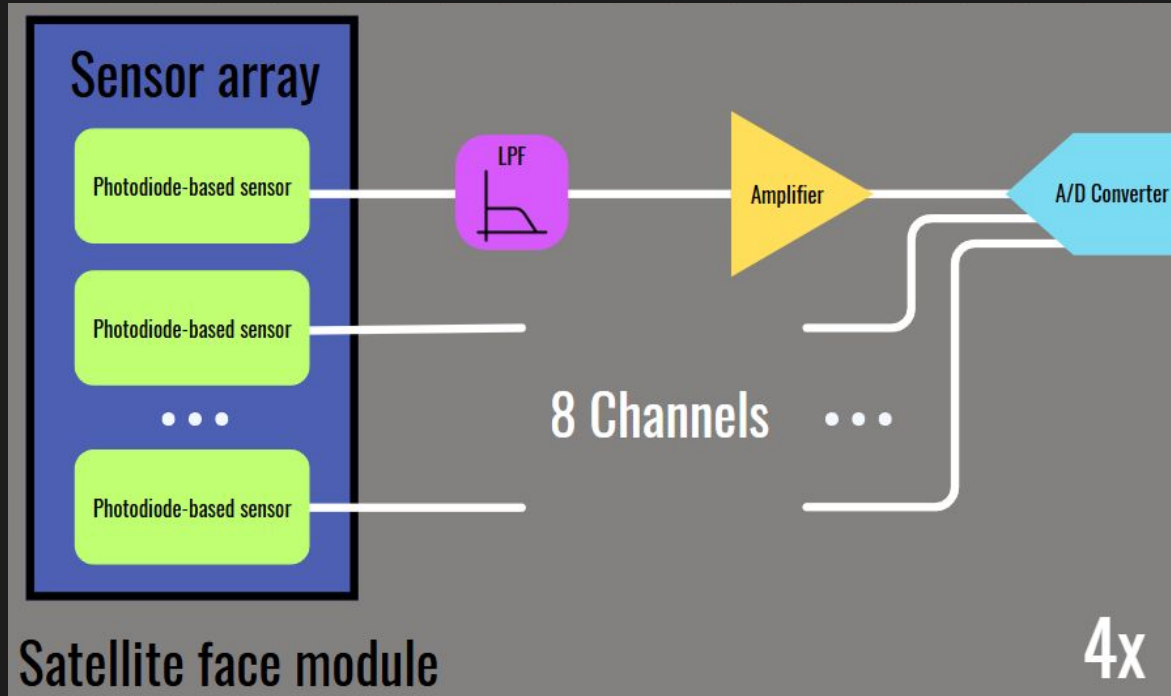 Sensor array
Photodiode-based sensor
LPF
Amplifier
A/D Converter
Photodiode-based sensor
8 Channels
Photodiode-based sensor
Satellite face module
4x